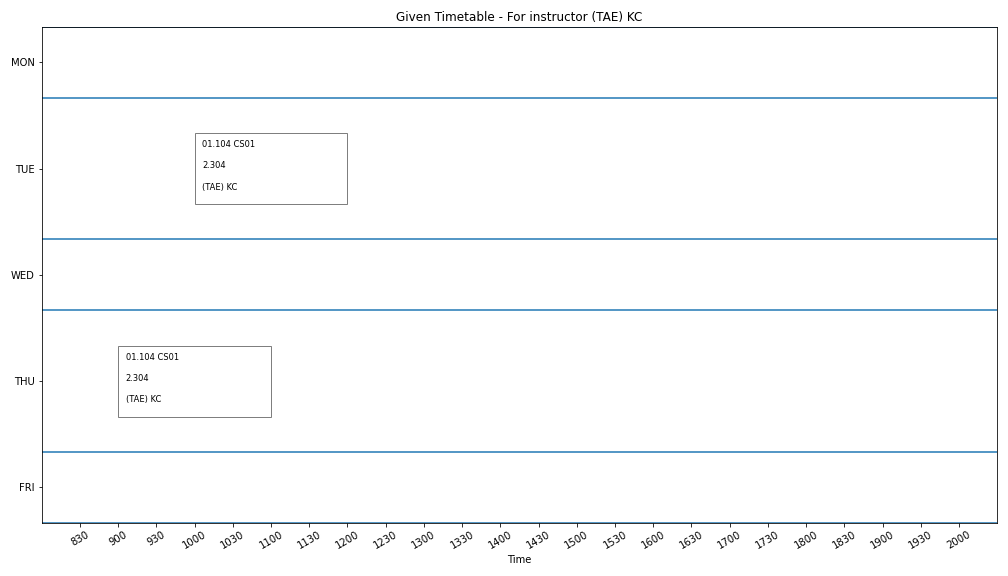 Given Timetable - For instructor (TAE) KC
MON
TUE
01.104 CS01
2.304
(TAE) KC
WED
THU
01.104 CS01
2.304
(TAE) KC
FRI
830 900 930 1000 1030 1100 1130 1200 1230 1300 1330 1400 1430 1500 1530 1600 1630 1700 1730 1800 1830 1900 1930 2000
Time